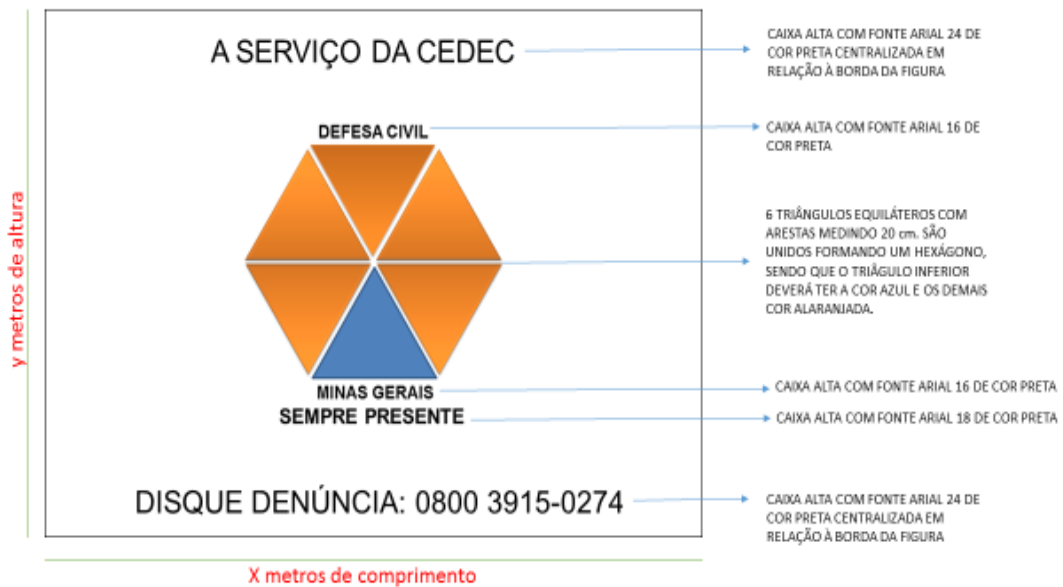 A SERVIÇO DA CEDEC
CAIXA ALTA COM FONTE ARIAL 24 DE
COR PRETA CENTRALIZADA EM
RELAÇÃO À BORDA DA FIGURA
DEFESA CIVIL
CAIXA ALTA COM FONTE ARIAL 16 DE
COR PRETA
6 TRIÂNGULOS EQUILÁTEROS COM
ARESTAS MEDINDO 20 cm. SÃO
UNIDOS FORMANDO UM HEXÁGONO,
SENDO QUE O TRIÂGULO INFERIOR
DEVERÁ TER A COR AZUL E OS DEMAIS
COR ALARANJADA.
y metros de altura
MINAS GERAIS
CAIXA ALTA COM FONTE ARIAL 16 DE COR PRETA
SEMPRE PRESENTE
CAIXA ALTA COM FONTE ARIAL 18 DE COR PRETA
DISQUE DENÚNCIA: 0800 3915-0274
CAIXA ALTA COM FONTE ARIAL 24 DE
COR PRETA CENTRALIZADA EM
RELAÇÃO À BORDA DA FIGURA
X metros de comprimento